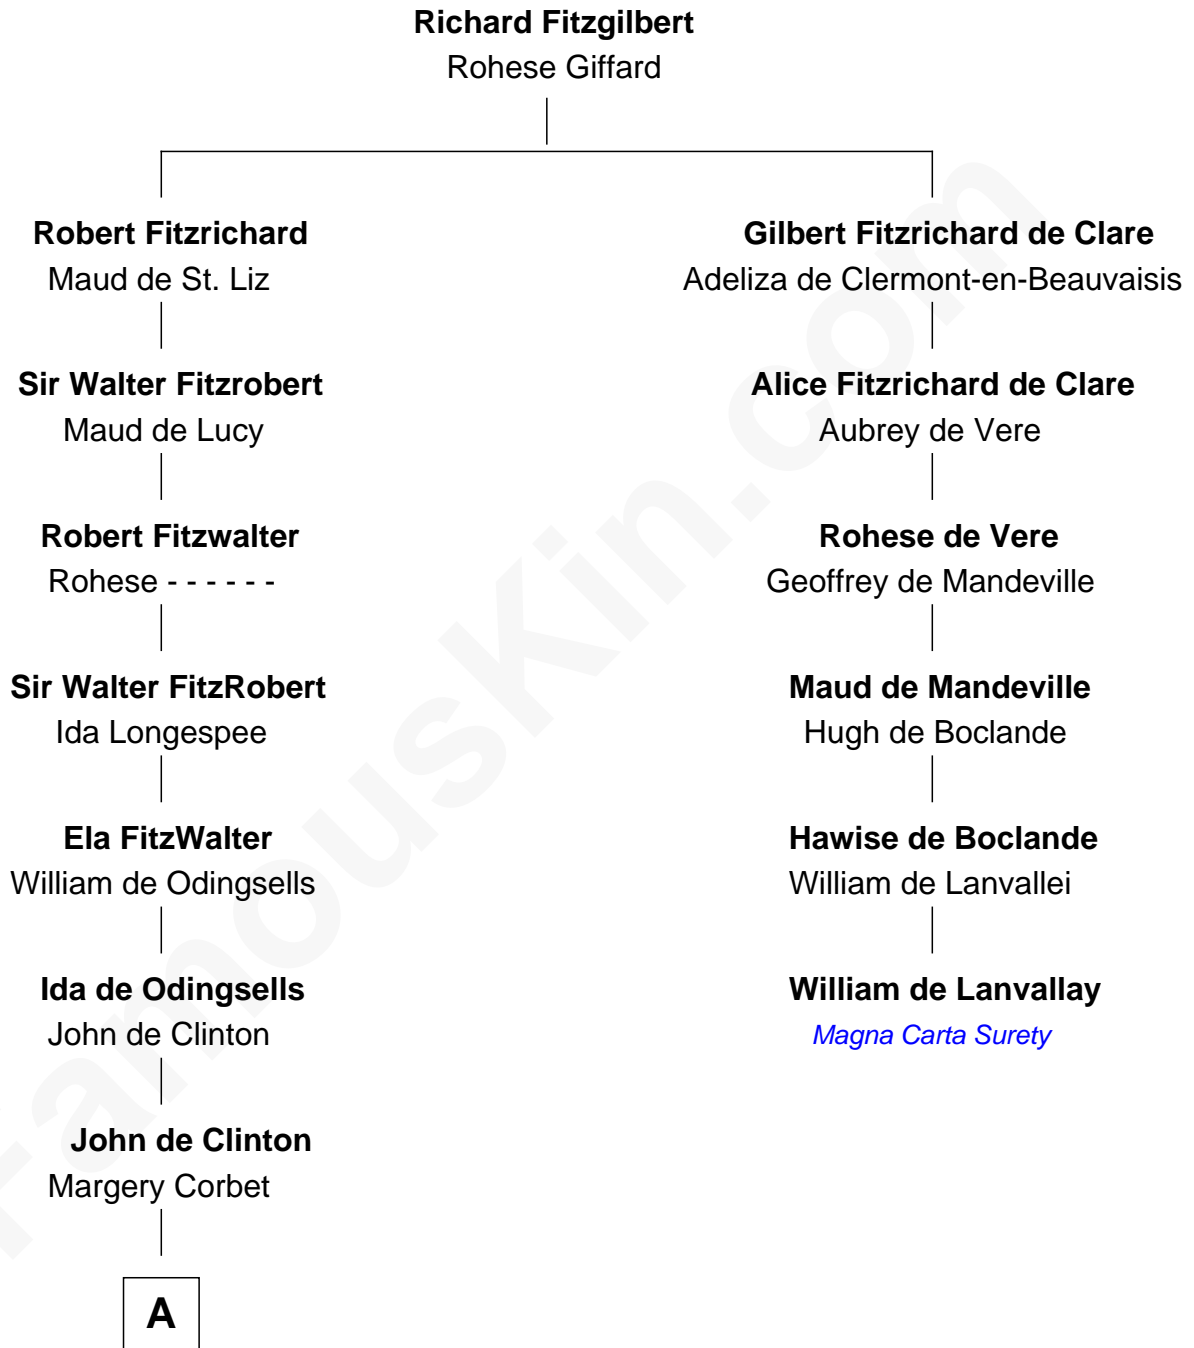 Richard Fitzgilbert
Rohese Giffard
Robert Fitzrichard
Maud de St. Liz
Gilbert Fitzrichard de Clare
Adeliza de Clermont-en-Beauvaisis
Sir Walter Fitzrobert
Maud de Lucy
Alice Fitzrichard de Clare
Aubrey de Vere
Robert Fitzwalter
Rohese - - - - - -
Rohese de Vere
Geoffrey de Mandeville
Sir Walter FitzRobert
Ida Longespee
Maud de Mandeville
Hugh de Boclande
Ela FitzWalter
William de Odingsells
Hawise de Boclande
William de Lanvallei
Ida de Odingsells
John de Clinton
William de Lanvallay
Magna Carta Surety
John de Clinton
Margery Corbet
A
FamousKin.com